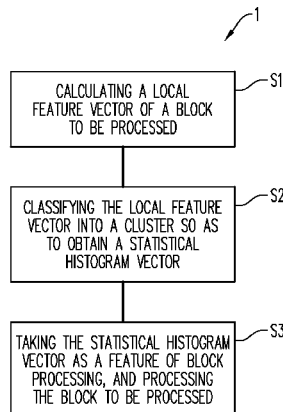 1
CALCULATING A LOCAL
FEATURE VECTOR OF A BLOCK
TO BE PROCESSED
S1
CLASSIFYING THE LOCAL FEATURE
VECTOR INTO A CLUSTER SO AS
TO OBTAIN A STATISTICAL
HISTOGRAM VECTOR
S2
TAKING THE STATISTICAL HISTOGRAM
VECTOR AS A FEATURE OF BLOCK
PROCESSING, AND PROCESSING
THE BLOCK TO BE PROCESSED
S3